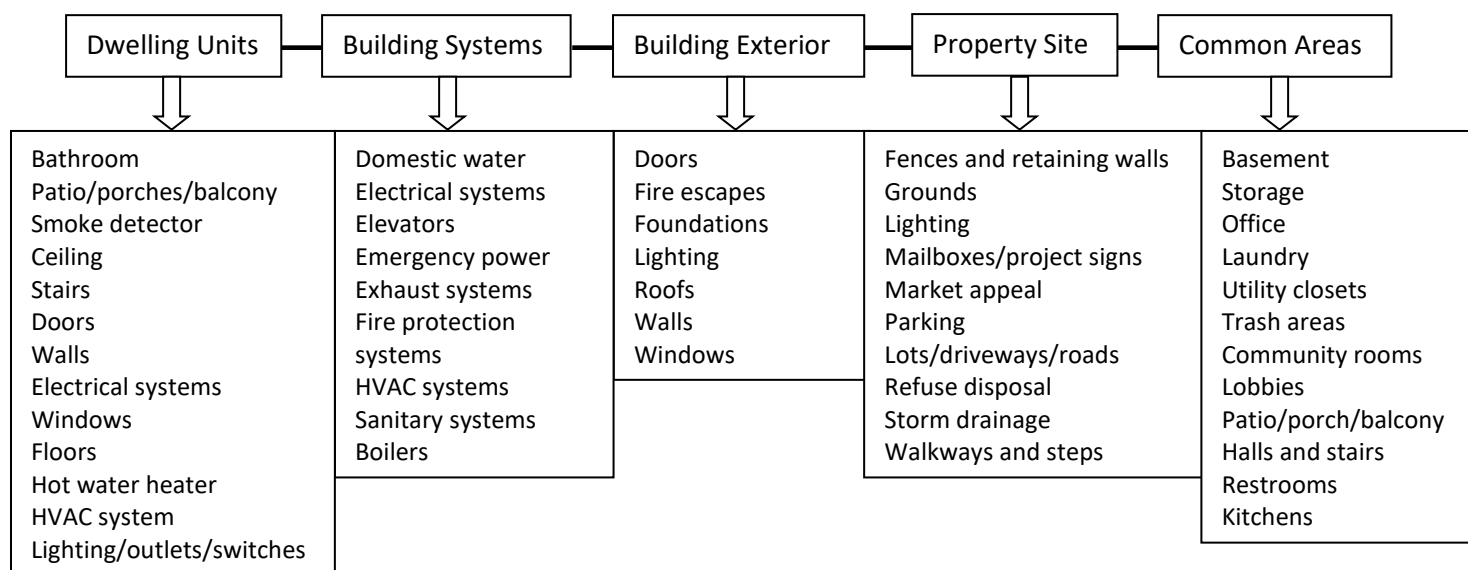 Dwelling Units
Building Systems
Building Exterior
Property Site
Common Areas
Bathroom
Patio/porches/balcony
Smoke detector
Ceiling
Stairs
Doors
Walls
Electrical systems
Windows
Floors
Hot water heater
HVAC system
Lighting/outlets/switches
Domestic water
Electrical systems
Elevators
Emergency power
Exhaust systems
Fire protection
systems
HVAC systems
Sanitary systems
Boilers
Doors
Fire escapes
Foundations
Lighting
Roofs
Walls
Windows
Fences and retaining walls
Grounds
Lighting
Mailboxes/project signs
Market appeal
Parking
Lots/driveways/roads
Refuse disposal
Storm drainage
Walkways and steps
Basement
Storage
Office
Laundry
Utility closets
Trash areas
Community rooms
Lobbies
Patio/porch/balcony
Halls and stairs
Restrooms
Kitchens